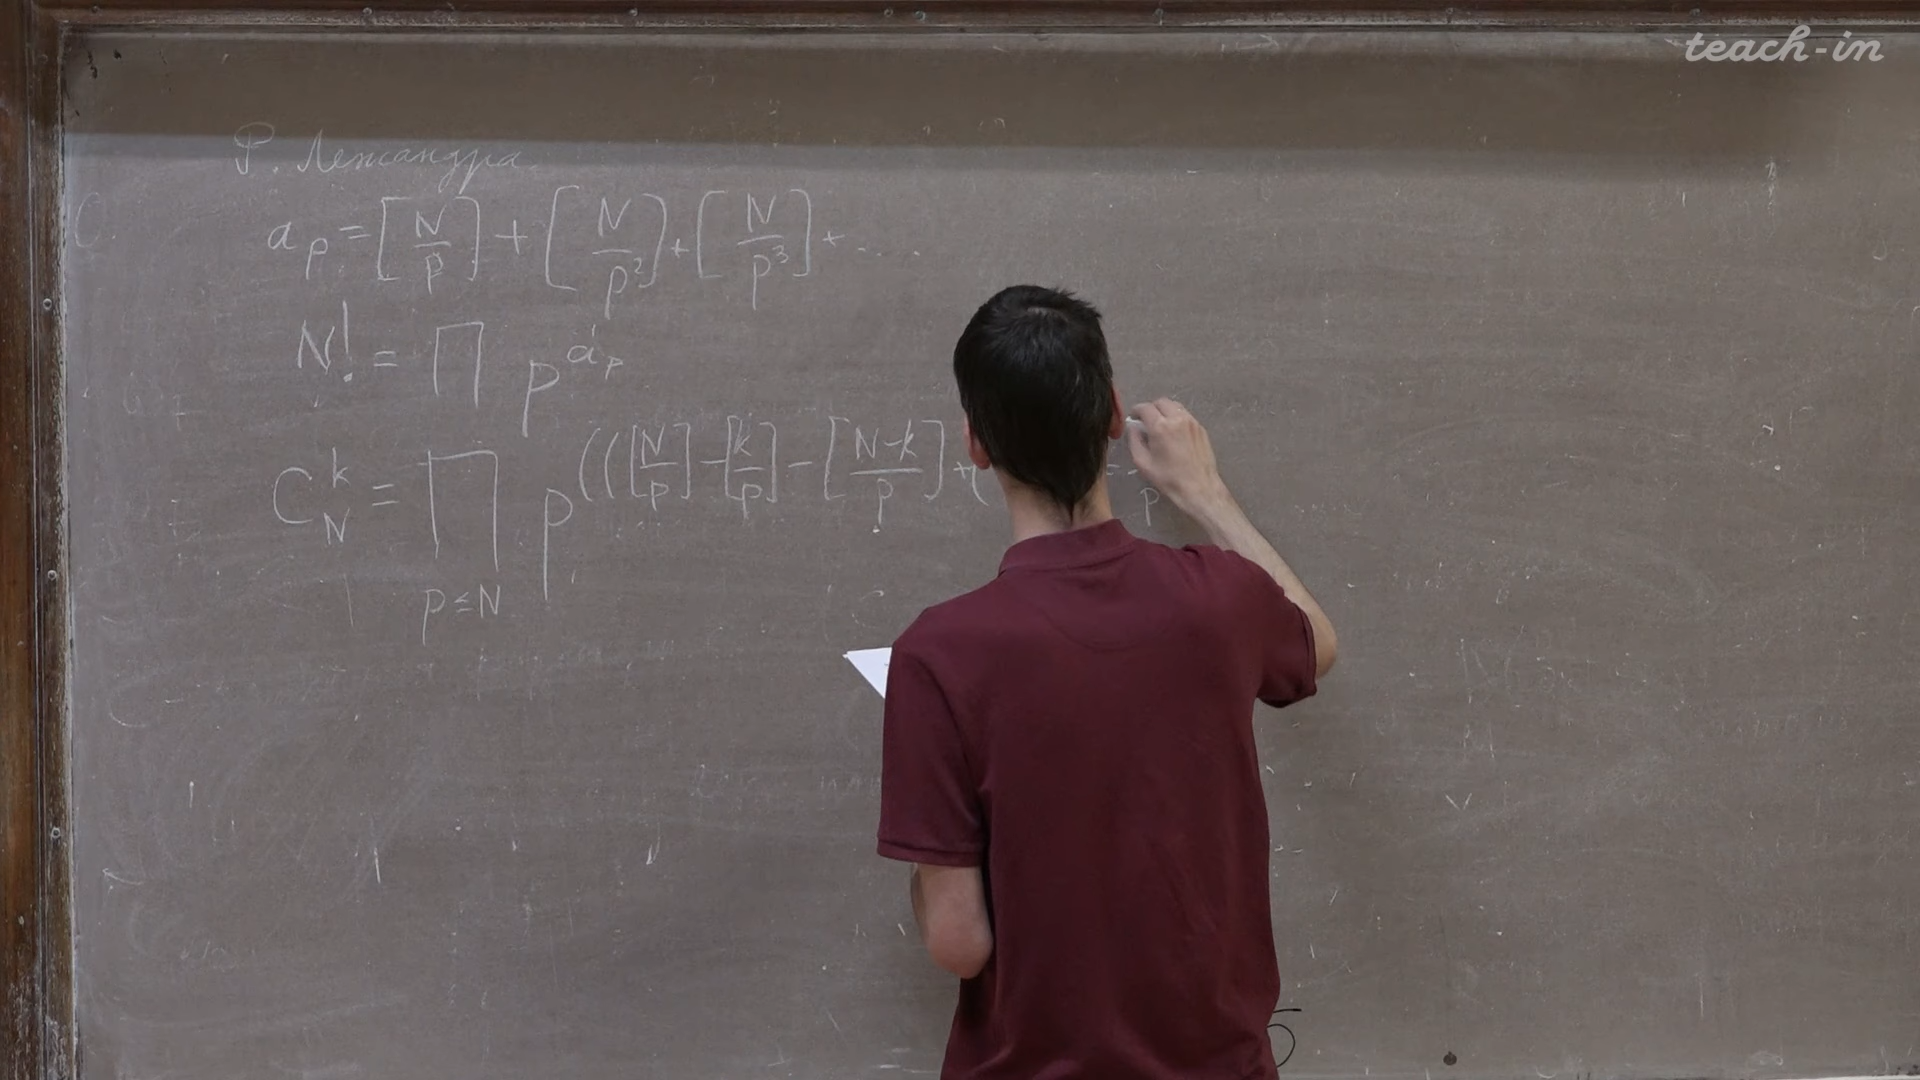 teach-in
Ф. Лежандра
a_p = [N/p] + [N/p²] + [N/p³] + ...
N! = ∏ p^{a_p}
C_N^k = ∏_{p≤N} p^{(([N/p] - [k/p] - [N-k/p] + (
p